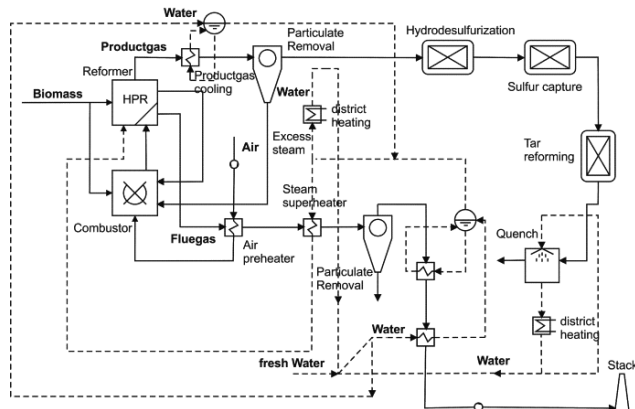 Water
Particulate
Removal
Hydrodesulfurization
Productgas
Reformer
Productgas
cooling
Sulfur capture
HPR
Water
Biomass
district
heating
Excess
steam
Air
Tar
reforming
Steam
superheater
Combustor
Fluegas
Air
preheater
Quench
Particulate
Removal
Water
district
heating
fresh Water
Water
Stack